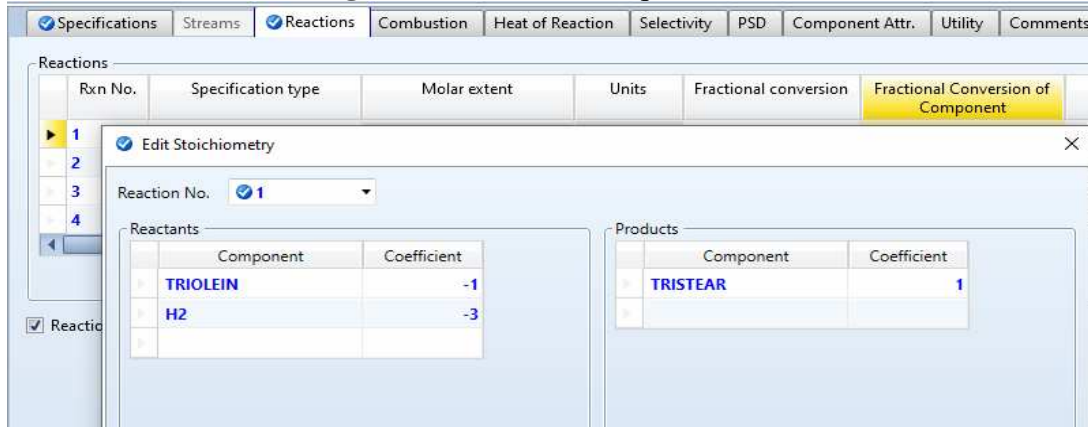 Specifications Streams Reactions Combustion Heat of Reaction Selectivity PSD Component Attr. Utility Comments
Reactions
Rxn No. Specification type Molar extent Units Fractional conversion Fractional Conversion of Component
1
2
3
4
Edit Stoichiometry
Reaction No. 1
Reactants
Component Coefficient
TRIOLEIN -1
H2 -3
Products
Component Coefficient
TRISTEAR 1
Reactio